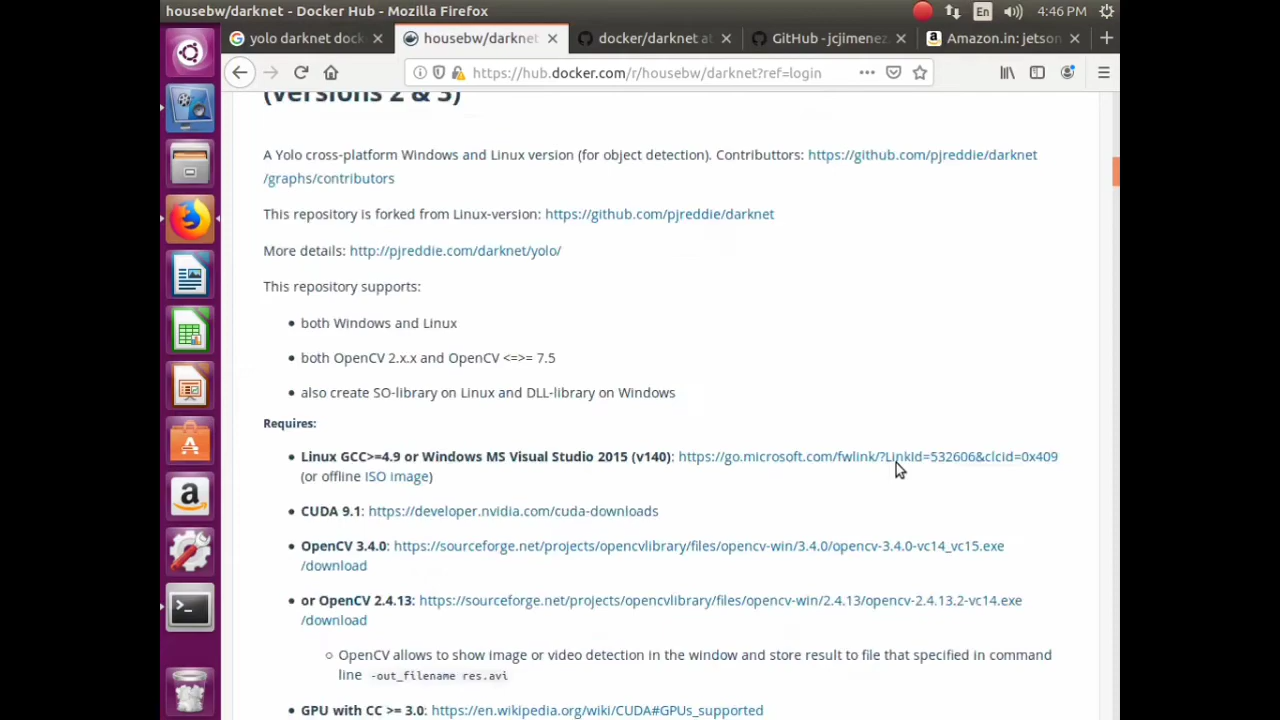 housebw/darknet - Docker Hub - Mozilla Firefox
En
4:46 PM
yolo darknet dock
housebw/darknet
docker/darknet at
GitHub - jcjimenez
Amazon.in: jetson
https://hub.docker.com/r/housebw/darknet?ref=login
(versions 2 & 3)
A Yolo cross-platform Windows and Linux version (for object detection). Contributtors: https://github.com/pjreddie/darknet
/graphs/contributors
This repository is forked from Linux-version: https://github.com/pjreddie/darknet
More details: http://pjreddie.com/darknet/yolo/
This repository supports:
both Windows and Linux
both OpenCV 2.x.x and OpenCV <=>= 7.5
also create SO-library on Linux and DLL-library on Windows
Requires:
Linux GCC>=4.9 or Windows MS Visual Studio 2015 (v140): https://go.microsoft.com/fwlink/?LinkId=532606&clcid=0x409
(or offline ISO image)
CUDA 9.1: https://developer.nvidia.com/cuda-downloads
OpenCV 3.4.0: https://sourceforge.net/projects/opencvlibrary/files/opencv-win/3.4.0/opencv-3.4.0-vc14_vc15.exe
/download
or OpenCV 2.4.13: https://sourceforge.net/projects/opencvlibrary/files/opencv-win/2.4.13/opencv-2.4.13.2-vc14.exe
/download
OpenCV allows to show image or video detection in the window and store result to file that specified in command
line -out_filename res.avi
GPU with CC >= 3.0: https://en.wikipedia.org/wiki/CUDA#GPUs_supported